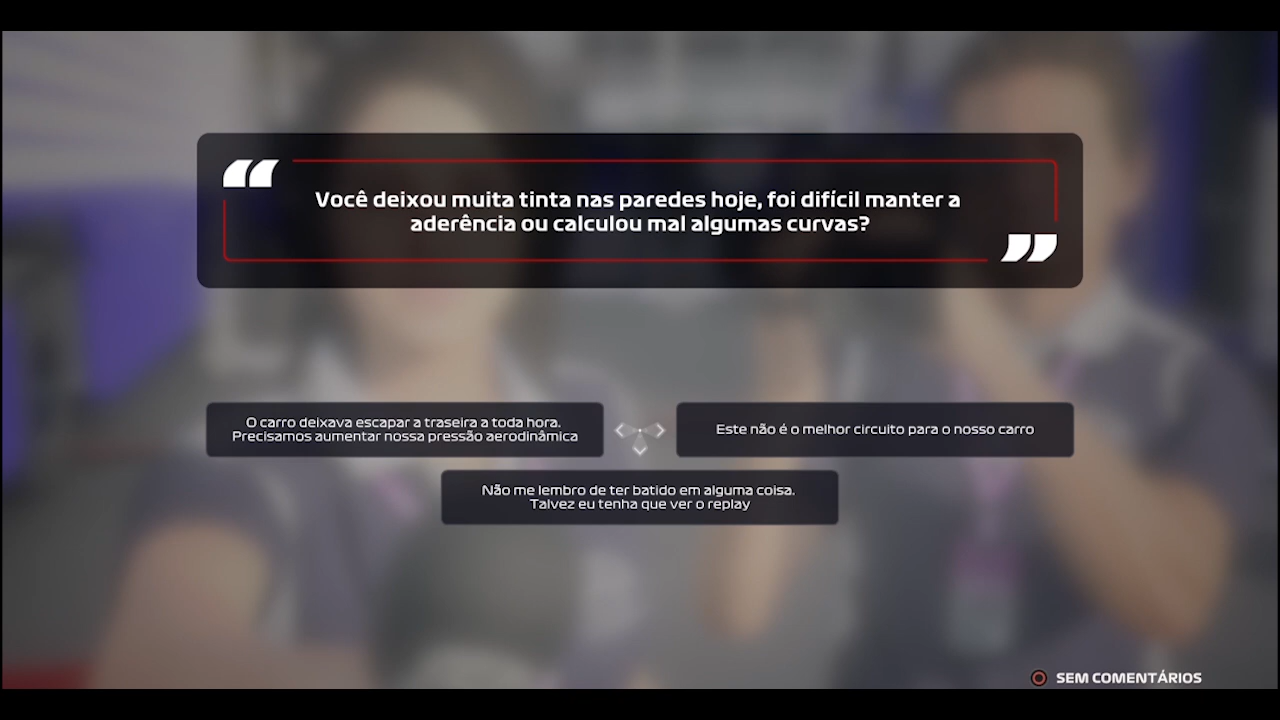 Você deixou muita tinta nas paredes hoje, foi difícil manter a
aderência ou calculou mal algumas curvas?
O carro deixava escapar a traseira a toda hora.
Precisamos aumentar nossa pressão aerodinâmica
Este não é o melhor circuito para o nosso carro
Não me lembro de ter batido em alguma coisa.
Talvez eu tenha que ver o replay
SEM COMENTÁRIOS